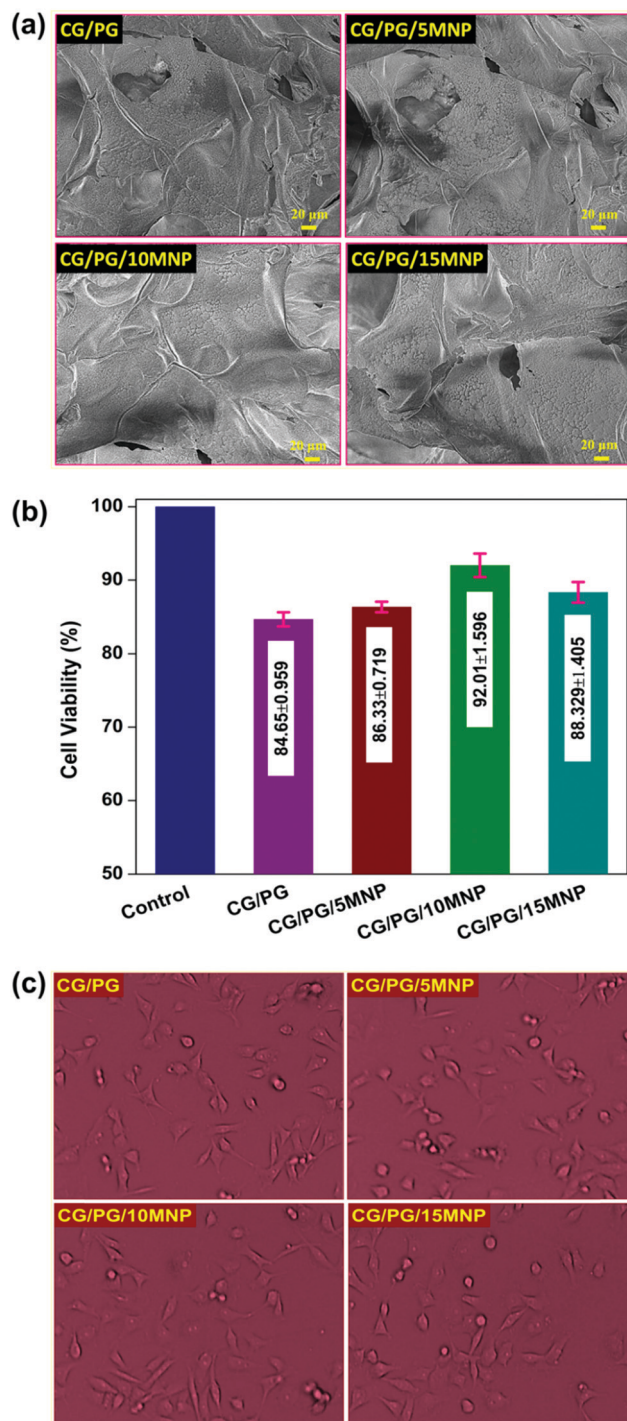 (a)
CG/PG
CG/PG/5MNP
20 µm
20 µm
CG/PG/10MNP
CG/PG/15MNP
20 µm
20 µm
(b)
Cell Viability (%)
100
90
80
70
60
50
84.65±0.959
86.33±0.719
92.01±1.596
88.329±1.405
Control
CG/PG
CG/PG/5MNP
CG/PG/10MNP
CG/PG/15MNP
(c)
CG/PG
CG/PG/5MNP
CG/PG/10MNP
CG/PG/15MNP